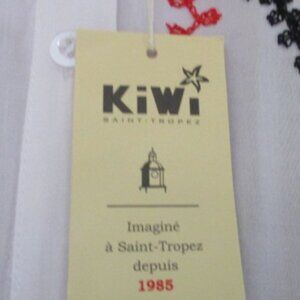 KiWi
SAINT-TROPEZ
Imaginé
à Saint-Tropez
depuis
1985